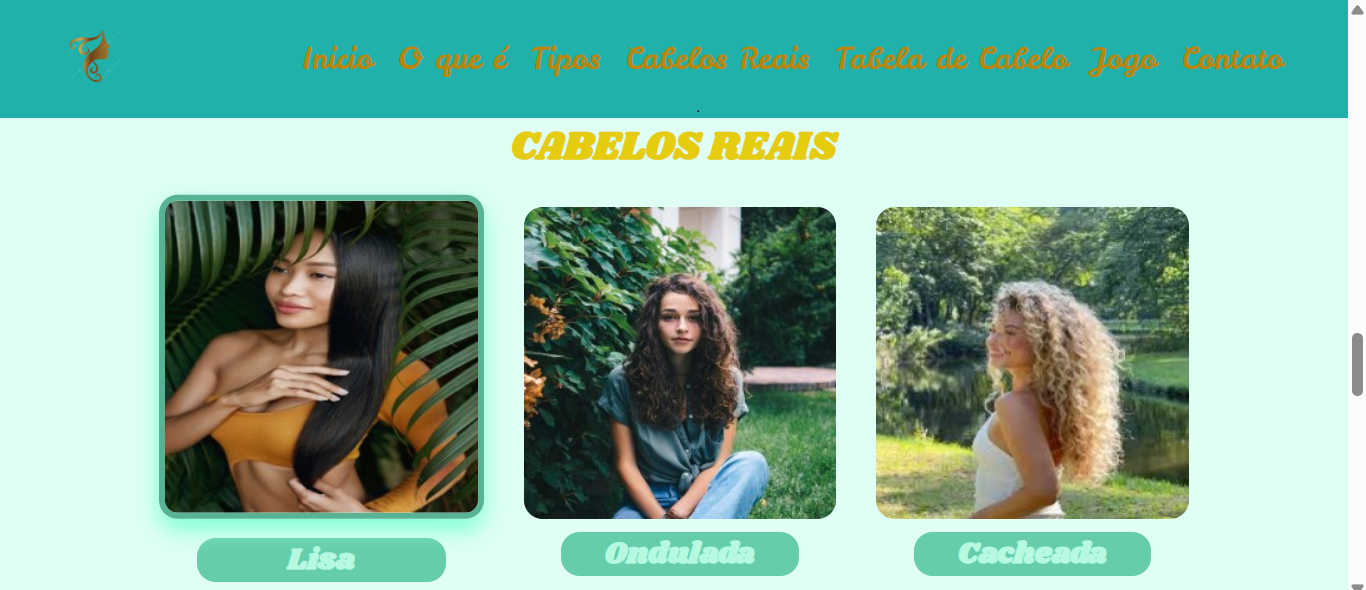 Inicio O que é Tipos Cabelos Reais Tabela de Cabelo Jogo Contato
.
CABELOS REAIS
Lisa Ondulada Cacheada